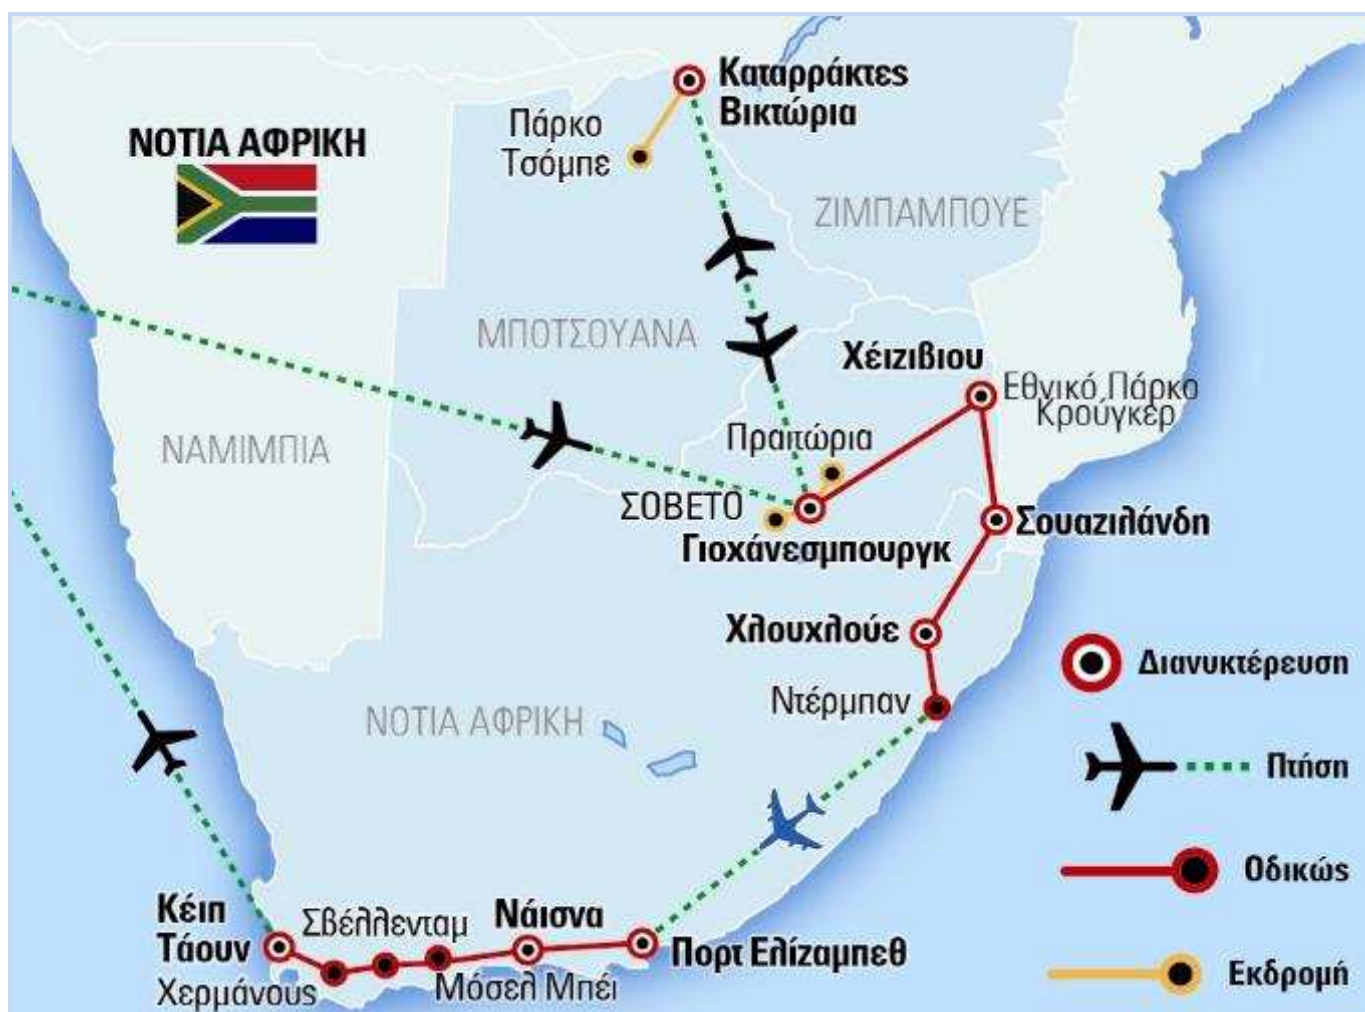 Καταρράκτες
Βικτώρια
Πάρκο
Τσόμπε
ΝΟΤΙΑ ΑΦΡΙΚΗ
ΖΙΜΠΑΜΠΟΥΕ
ΜΠΟΤΣΟΥΑΝΑ
Χέιζιβιου
Εθνικό Πάρκο
Κρούγκερ
ΝΑΜΙΜΠΙΑ
Πραιτώρια
ΣΟΒΕΤΟ
Γιοχάνεσμπουργκ
Σουαζιλάνδη
Χλουχλούε
Διανυκτέρευση
Ντέρμπαν
ΝΟΤΙΑ ΑΦΡΙΚΗ
Πτήση
Οδικώς
Κέιπ
Τάουν
Σβέλλενταμ
Νάισνα
Πορτ Ελίζαμπεθ
Χερμάνους
Μόσελ Μπέι
Εκδρομή